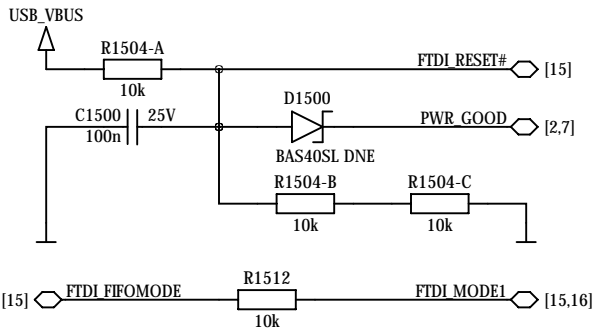 USB_VBUS
R1504-A
10k
FTDI_RESET#
[15]
C1500 25V
100n
D1500
BAS40SL DNE
PWR_GOOD
[2,7]
R1504-B
10k
R1504-C
10k
[15]
FTDI_FIFOMODE
R1512
10k
FTDI_MODE1
[15,16]